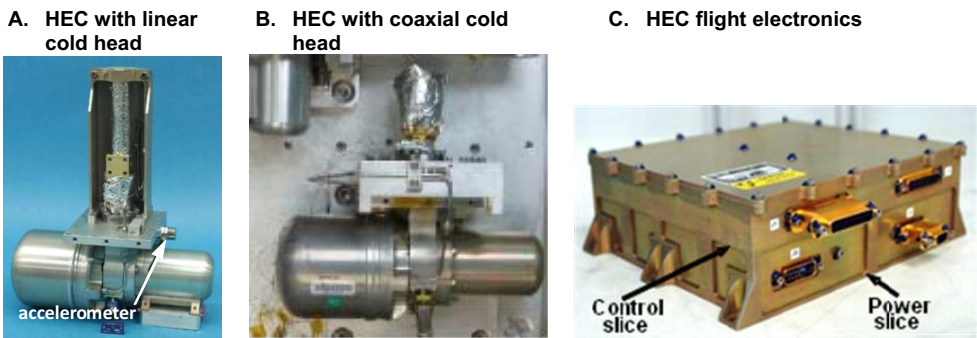 A. HEC with linear
cold head
B. HEC with coaxial cold
head
C. HEC flight electronics
accelerometer
Control
slice
Power
slice